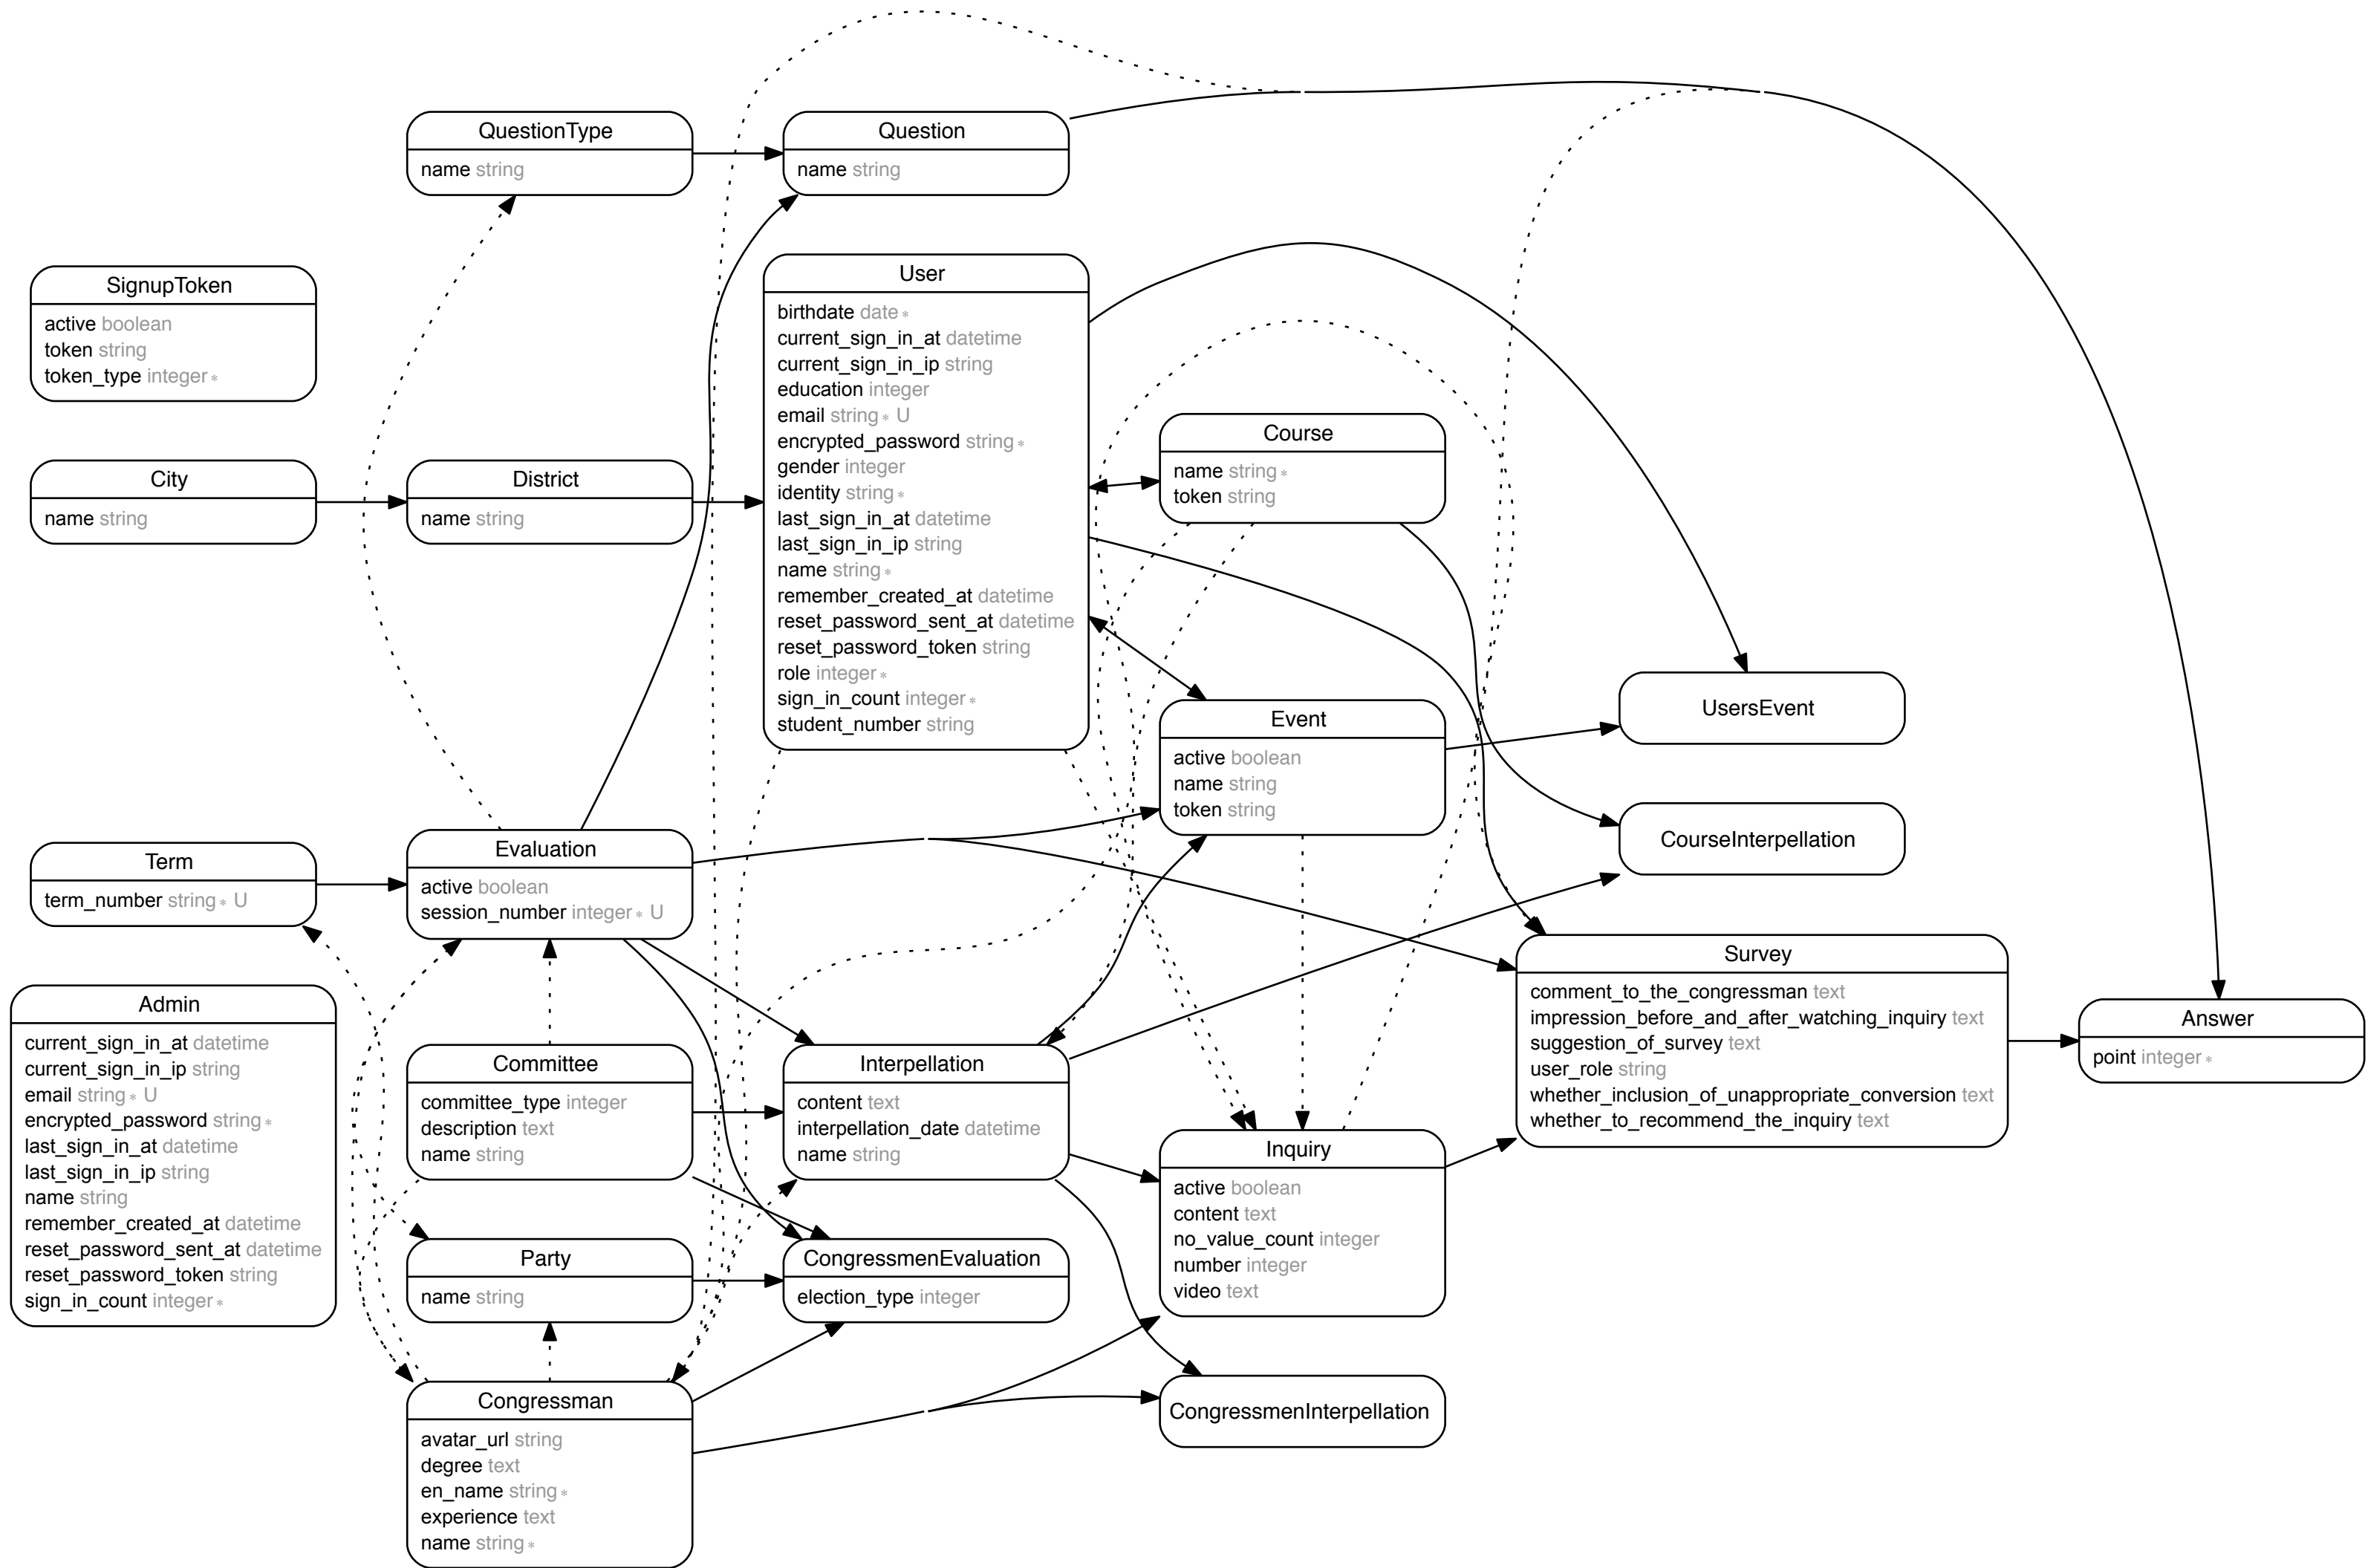 QuestionType
name string
Question
name string
SignupToken
active boolean
token string
token_type integer *
User
birthdate date *
current_sign_in_at datetime
current_sign_in_ip string
education integer
email string * U
encrypted_password string *
gender integer
identity string *
last_sign_in_at datetime
last_sign_in_ip string
name string *
remember_created_at datetime
reset_password_sent_at datetime
reset_password_token string
role integer *
sign_in_count integer *
student_number string
Course
name string *
token string
City
name string
District
name string
Event
active boolean
name string
token string
UsersEvent
CourseInterpellation
Term
term_number string * U
Evaluation
active boolean
session_number integer * U
Survey
comment_to_the_congressman text
impression_before_and_after_watching_inquiry text
suggestion_of_survey text
user_role string
whether_inclusion_of_unappropriate_conversion text
whether_to_recommend_the_inquiry text
Answer
point integer *
Admin
current_sign_in_at datetime
current_sign_in_ip string
email string * U
encrypted_password string *
last_sign_in_at datetime
last_sign_in_ip string
name string
remember_created_at datetime
reset_password_sent_at datetime
reset_password_token string
sign_in_count integer *
Committee
committee_type integer
description text
name string
Interpellation
content text
interpellation_date datetime
name string
Inquiry
active boolean
content text
no_value_count integer
number integer
video text
Party
name string
CongressmenEvaluation
election_type integer
Congressman
avatar_url string
degree text
en_name string *
experience text
name string *
CongressmenInterpellation